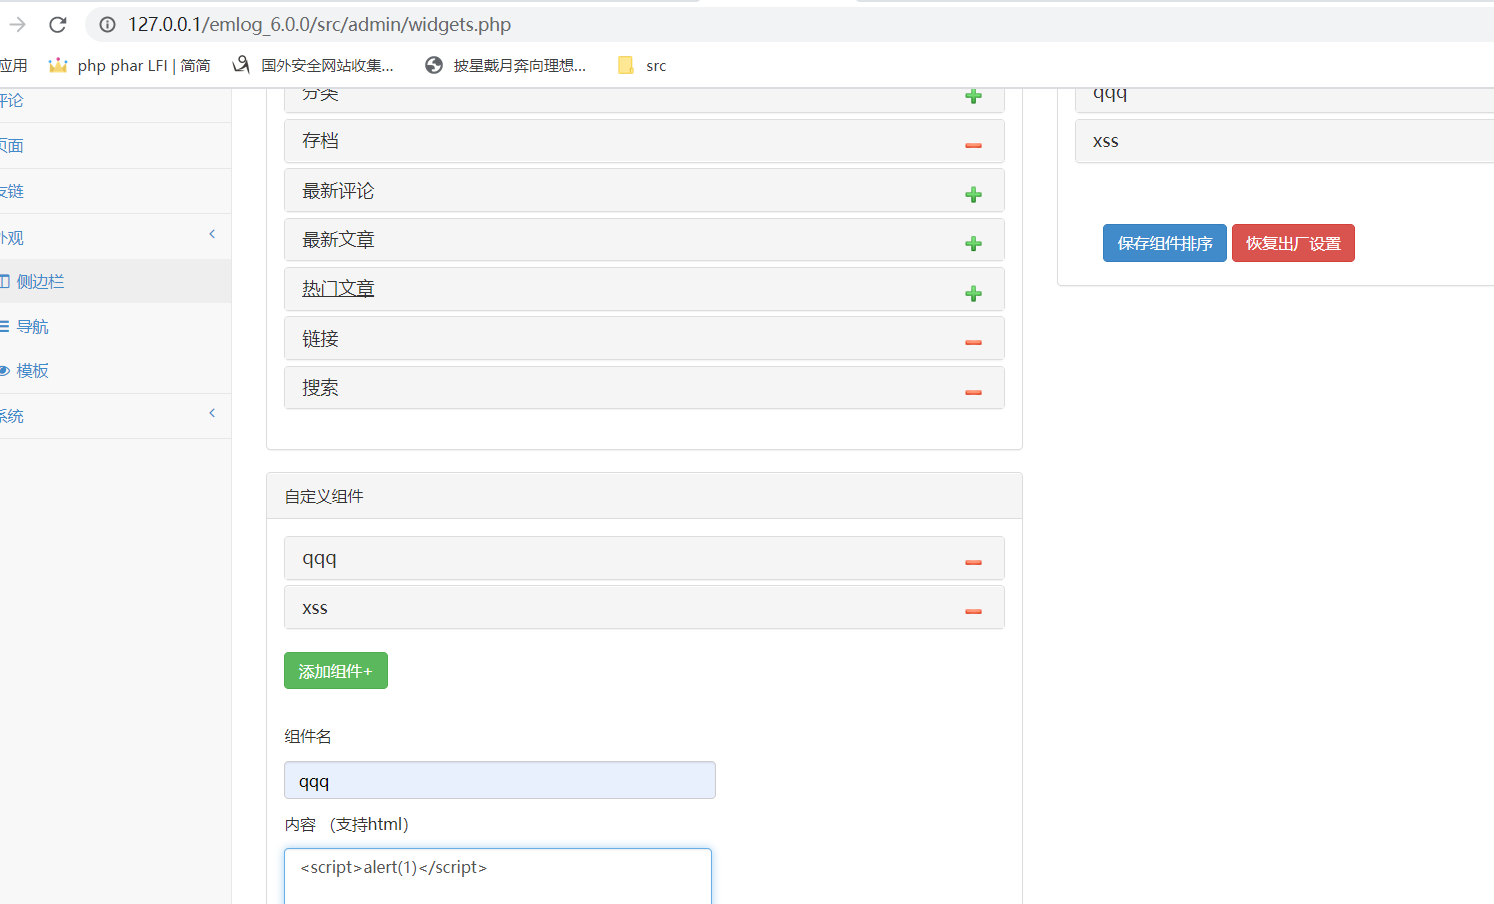 127.0.0.1/emlog_6.0.0/src/admin/widgets.php
应用 php phar LFI | 简简 国外安全网站收集... 披星戴月奔向理想... src
评论
页面
友链
外观
侧边栏
导航
模板
系统
分类
存档
最新评论
最新文章
热门文章
链接
搜索
自定义组件
qqq
xss
添加组件+
组件名
qqq
内容 （支持html）
<script>alert(1)</script>
qqq
xss
保存组件排序 恢复出厂设置